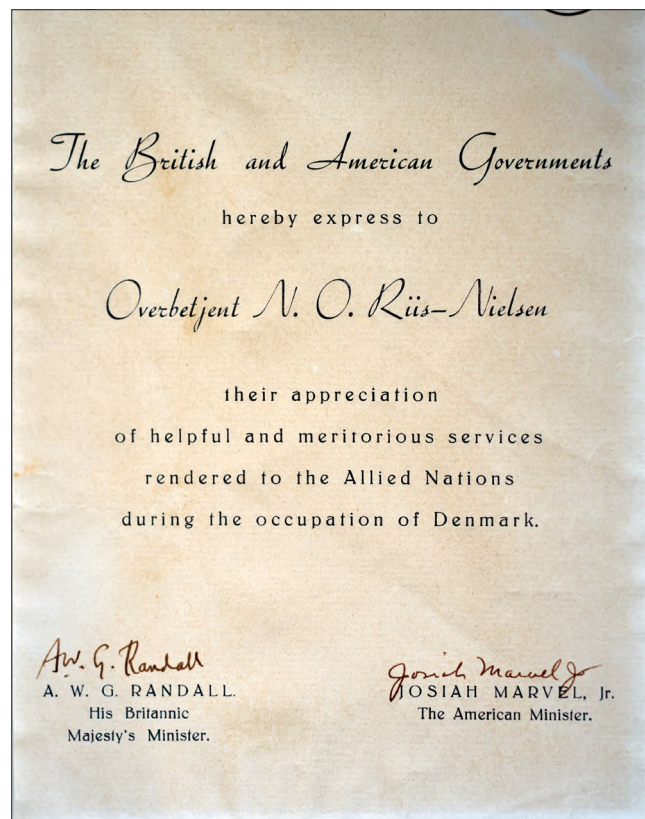 The British and American Governments
hereby express to
Overbetjent N. O. Riis-Nielsen
their appreciation
of helpful and meritorious services
rendered to the Allied Nations
during the occupation of Denmark.
A.W. G. Randall
A. W. G. RANDALL.
His Britannic
Majesty's Minister.
Josiah Marvel Jr
JOSIAH MARVEL, Jr.
The American Minister.